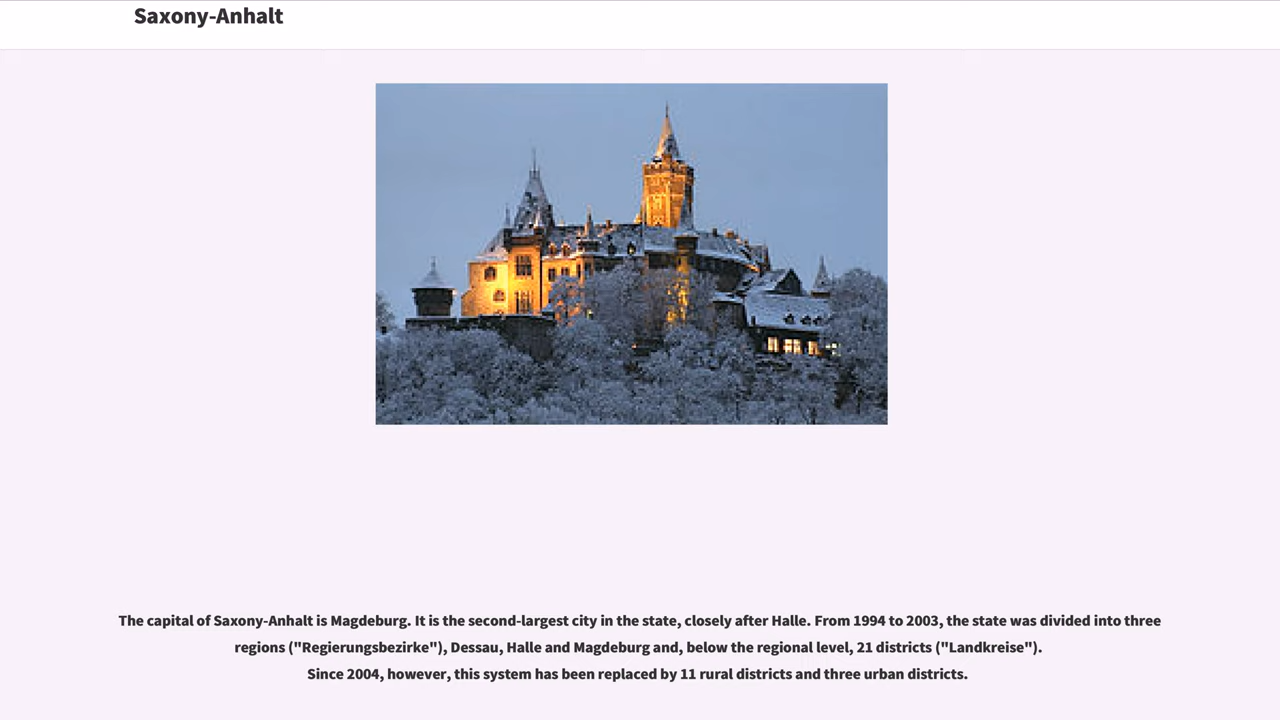 Saxony-Anhalt
The capital of Saxony-Anhalt is Magdeburg. It is the second-largest city in the state, closely after Halle. From 1994 to 2003, the state was divided into three
regions ("Regierungsbezirke"), Dessau, Halle and Magdeburg and, below the regional level, 21 districts ("Landkreise").
Since 2004, however, this system has been replaced by 11 rural districts and three urban districts.